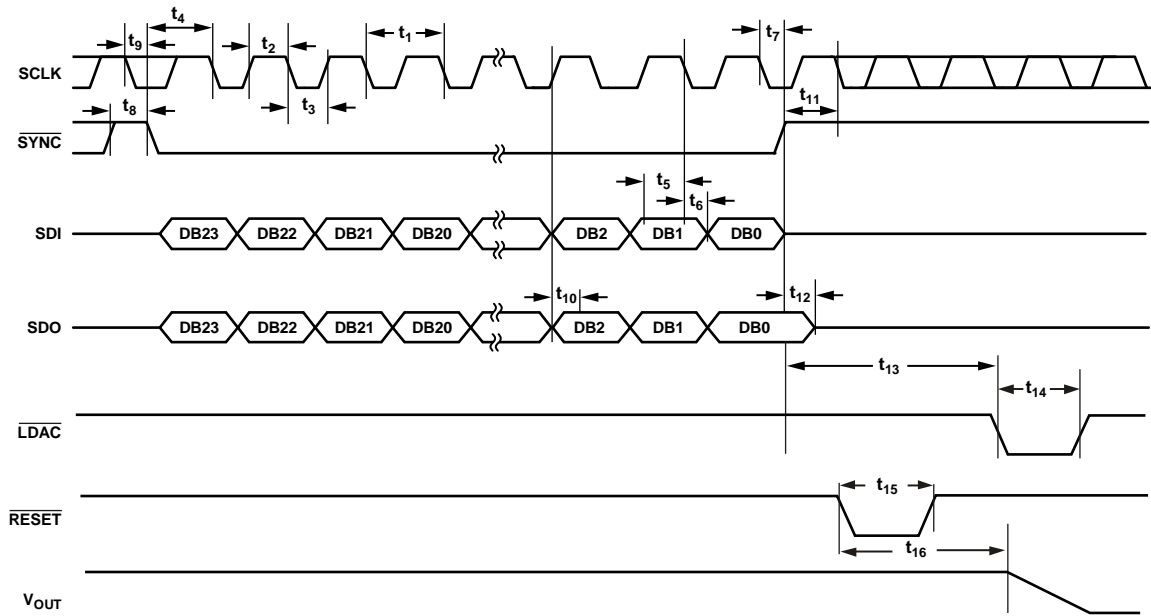 t4
t9
t2
t1
t7
SCLK
t3
t8
t11
SYNC
t5
t6
SDI
DB23
DB22
DB21
DB20
DB2
DB1
DB0
t10
t12
SDO
DB23
DB22
DB21
DB20
DB2
DB1
DB0
t13
t14
LDAC
t15
RESET
t16
VOUT